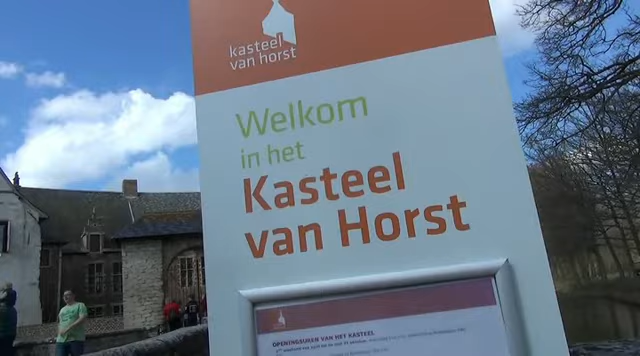 kasteel
van horst
Welkom
in het
Kasteel
van Horst
OPENINGSUREN VAN HET KASTEEL